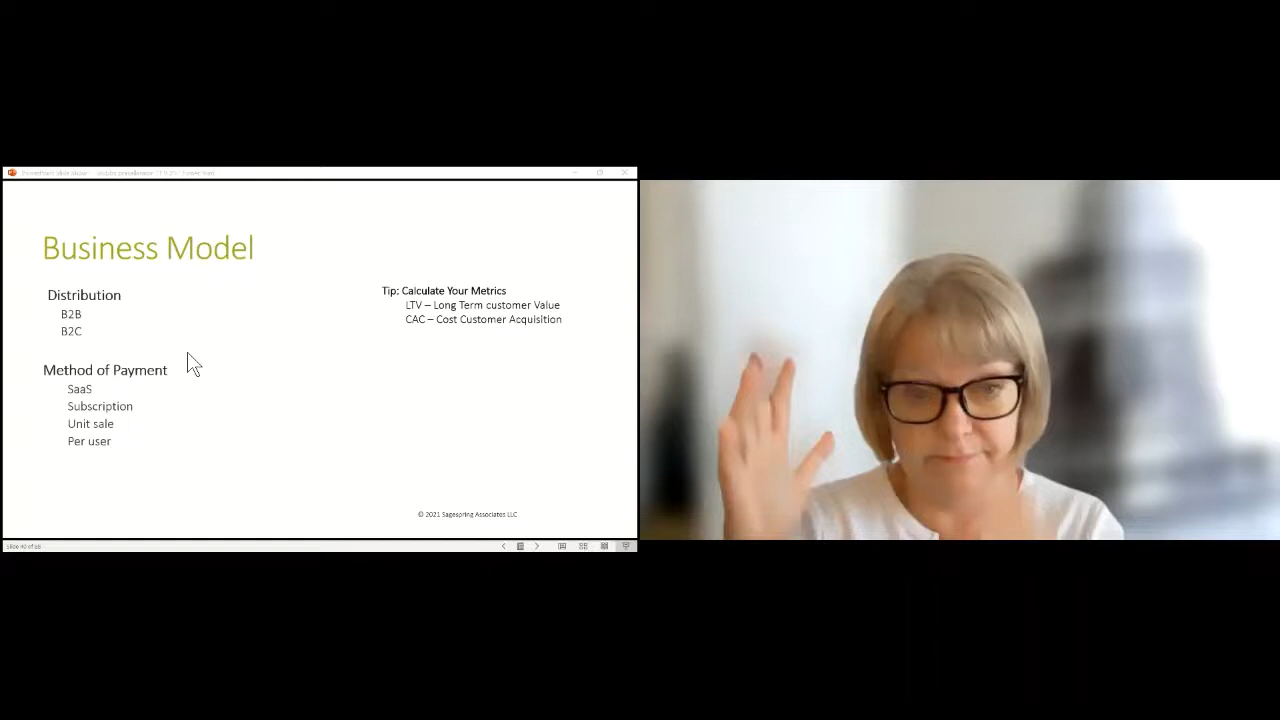 Business Model
Distribution
B2B
B2C
Method of Payment
SaaS
Subscription
Unit sale
Per user
Tip: Calculate Your Metrics
LTV – Long Term customer Value
CAC – Cost Customer Acquisition
© 2021 Sagespring Associates LLC